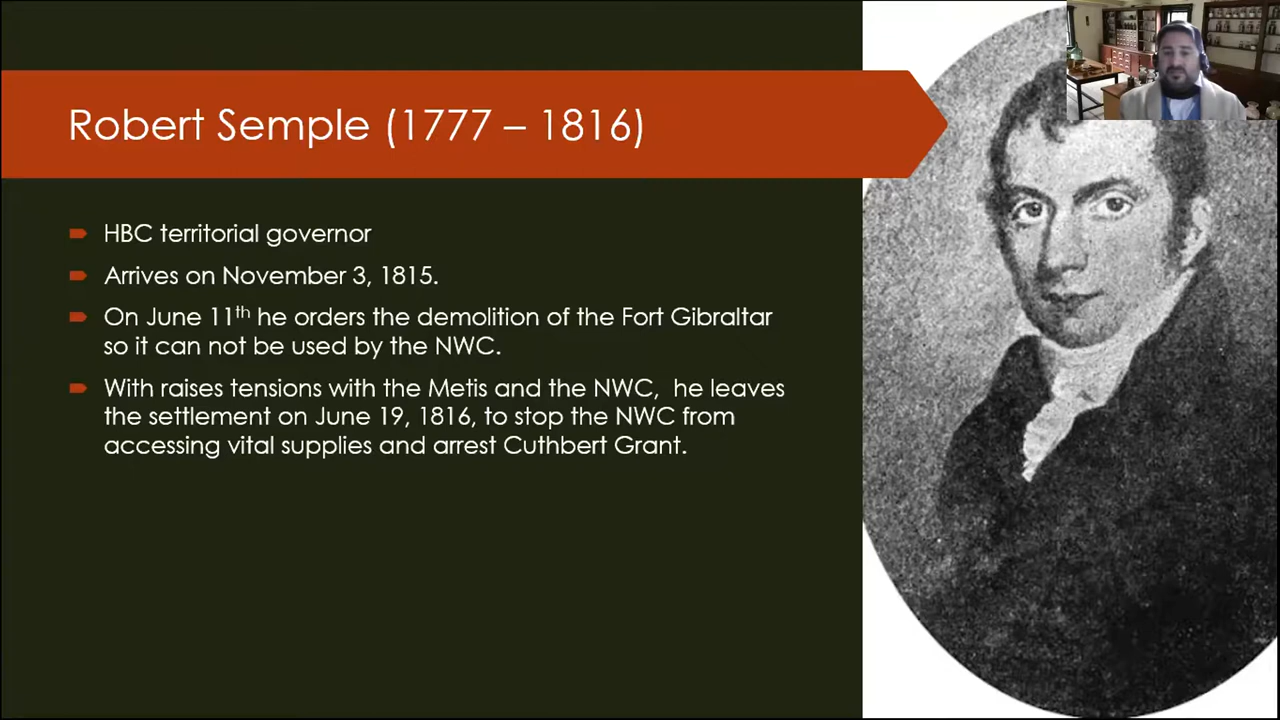 Robert Semple (1777 – 1816)
HBC territorial governor
Arrives on November 3, 1815.
On June 11th he orders the demolition of the Fort Gibraltar
so it can not be used by the NWC.
With raises tensions with the Metis and the NWC, he leaves
the settlement on June 19, 1816, to stop the NWC from
accessing vital supplies and arrest Cuthbert Grant.